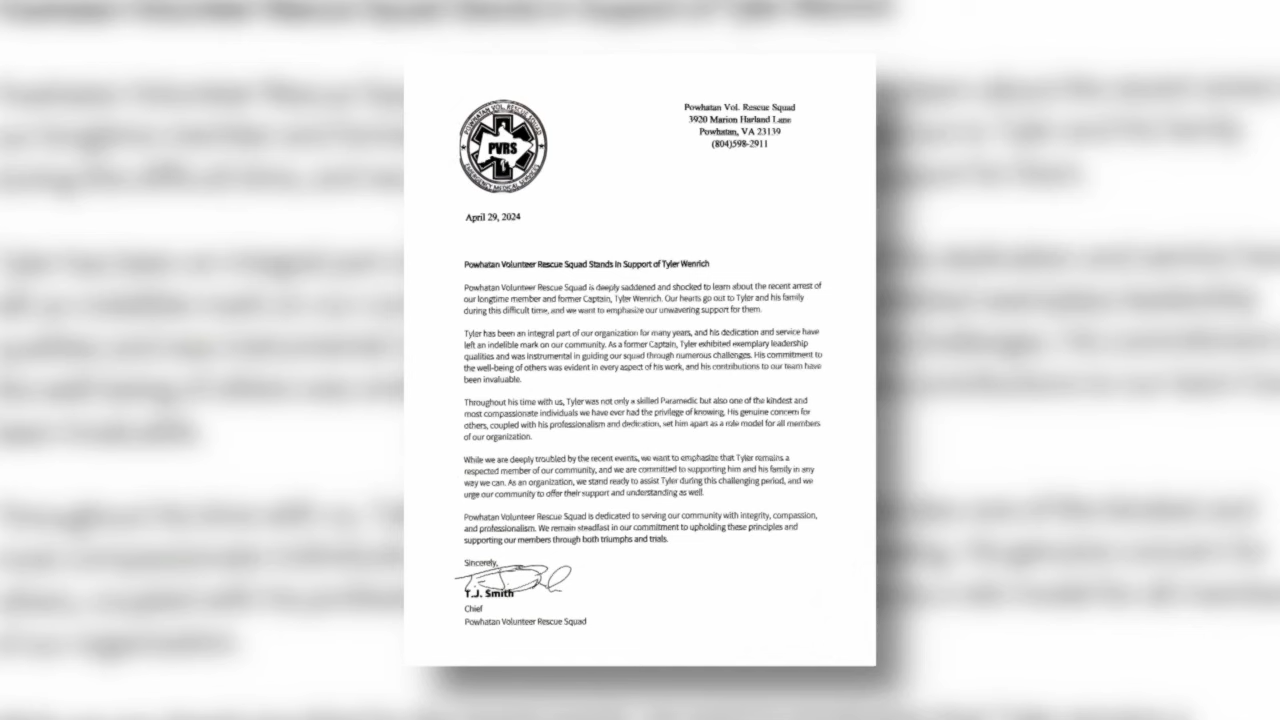 POWHATAN VOL. RESCUE SQUAD
PVRS
EMERGENCY MEDICAL SERVICES
Powhatan Vol. Rescue Squad
3920 Marion Harland Lane
Powhatan, VA 23139
(804)598-2911
April 29, 2024
Powhatan Volunteer Rescue Squad Stands In Support of Tyler Wenrich
Powhatan Volunteer Rescue Squad is deeply saddened and shocked to learn about the recent arrest of
our longtime member and former Captain, Tyler Wenrich. Our hearts go out to Tyler and his family
during this difficult time, and we want to emphasize our unwavering support for them.
Tyler has been an integral part of our organization for many years, and his dedication and service have
left an indelible mark on our community. As a former Captain, Tyler exhibited exemplary leadership
qualities and was instrumental in guiding our squad through numerous challenges. His commitment to
the well-being of others was evident in every aspect of his work, and his contributions to our team have
been invaluable.
Throughout his time with us, Tyler was not only a skilled Paramedic but also one of the kindest and
most compassionate individuals we have ever had the privilege of knowing. His genuine concern for
others, coupled with his professionalism and dedication, set him apart as a role model for all members
of our organization.
While we are deeply troubled by the recent events, we want to emphasize that Tyler remains a
respected member of our community, and we are committed to supporting him and his family in any
way we can. As an organization, we stand ready to assist Tyler during this challenging period, and we
urge our community to offer their support and understanding as well.
Powhatan Volunteer Rescue Squad is dedicated to serving our community with integrity, compassion,
and professionalism. We remain steadfast in our commitment to upholding these principles and
supporting our members through both triumphs and trials.
Sincerely,
T.J. Smith
Chief
Powhatan Volunteer Rescue Squad